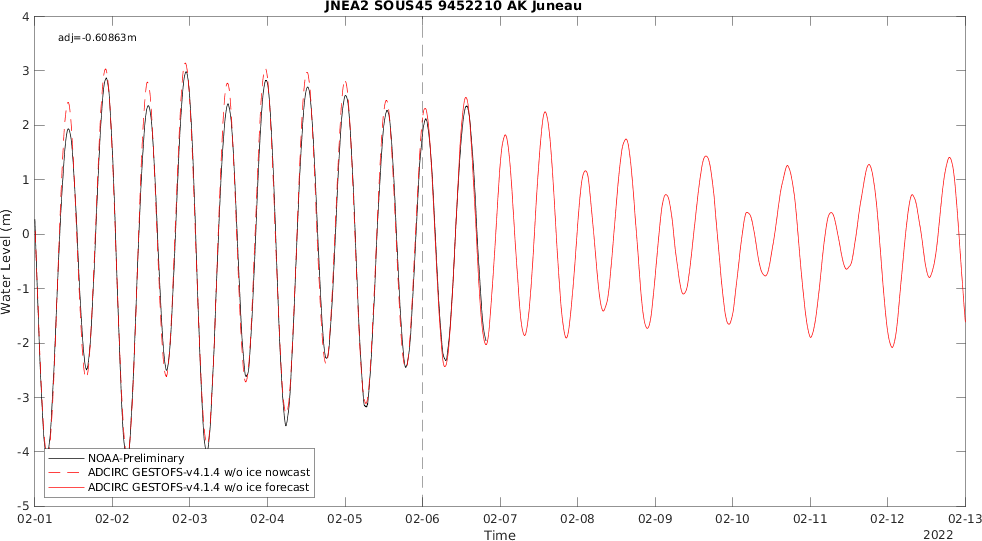 JNEA2 SOUS45 9452210 AK Juneau
adj=-0.60863m
4
3
2
1
0
-1
-2
-3
-4
-5
Water Level (m)
NOAA-Preliminary
ADCIRC GESTOFS-v4.1.4 w/o ice nowcast
ADCIRC GESTOFS-v4.1.4 w/o ice forecast
02-01 02-02 02-03 02-04 02-05 02-06 02-07 02-08 02-09 02-10 02-11 02-12 02-13
Time
2022